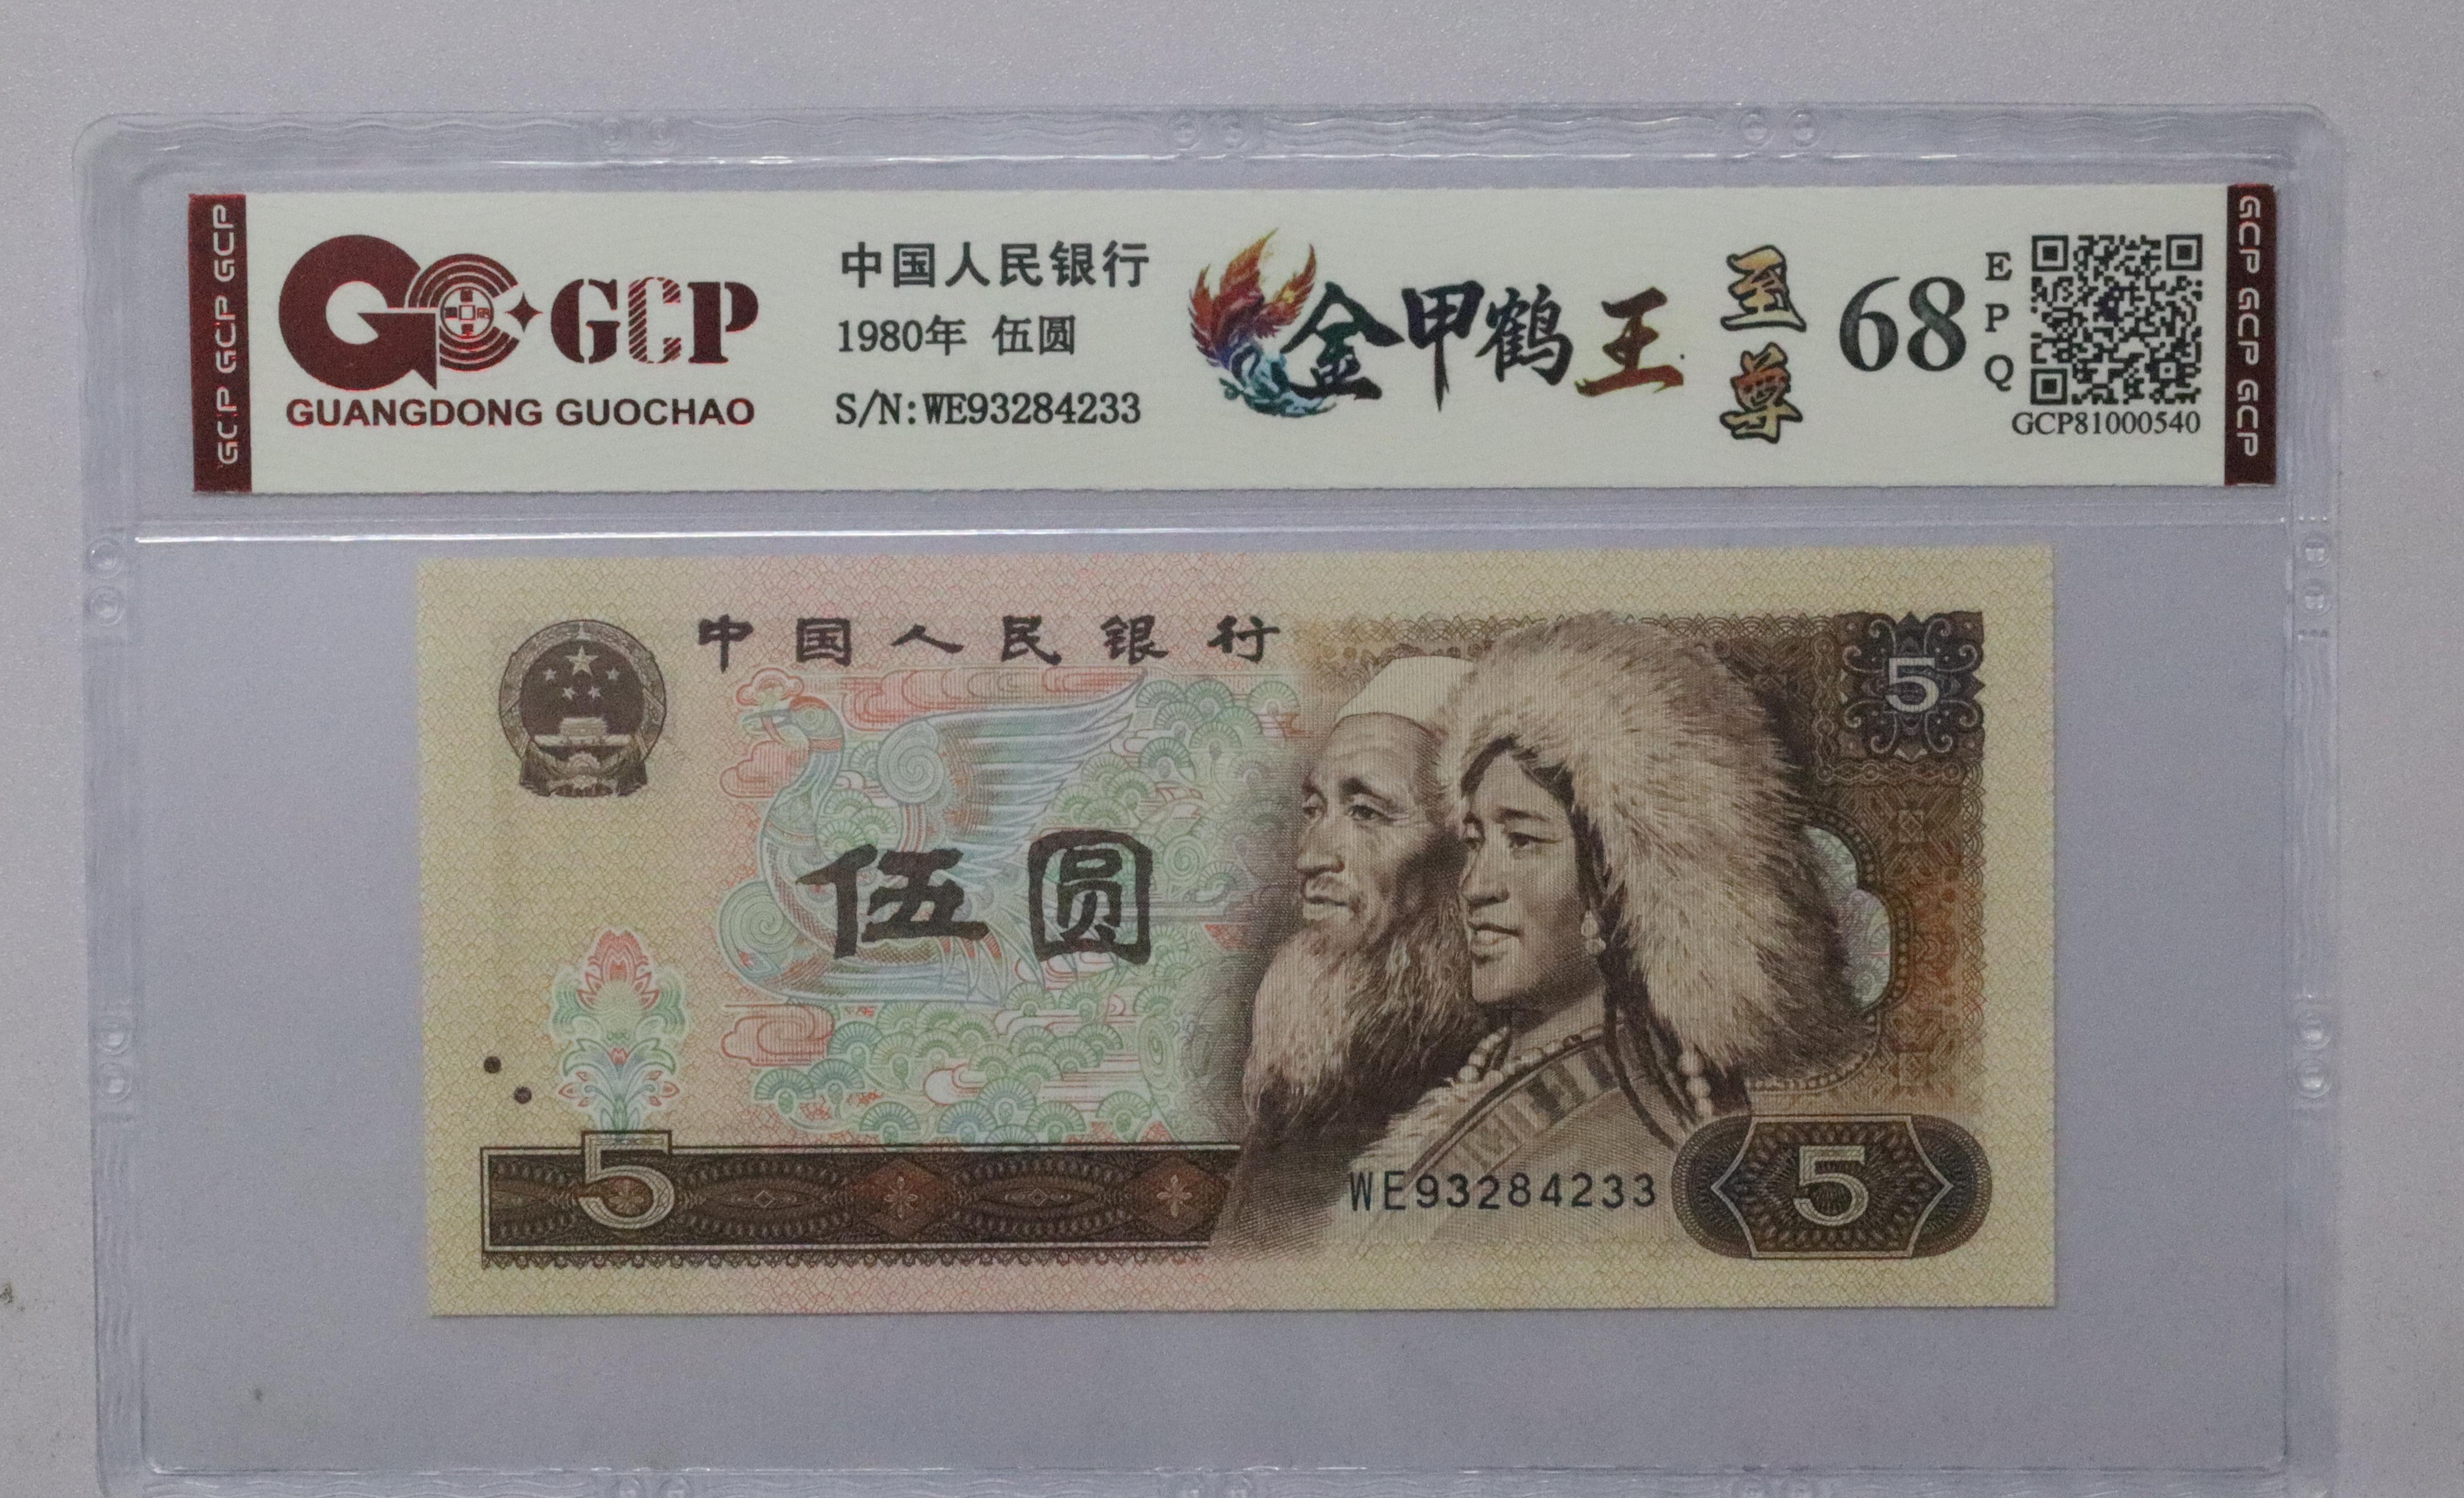 GCP GCP GCP
GCP
GUANGDONG GUOCHAO
中国人民银行
1980年 伍圆
S/N:WE93284233
金甲鹤王
至尊
68
EPQ
GCP81000540
GCP GCP GCP
中国人民银行
5
伍圆
5
WE93284233
5